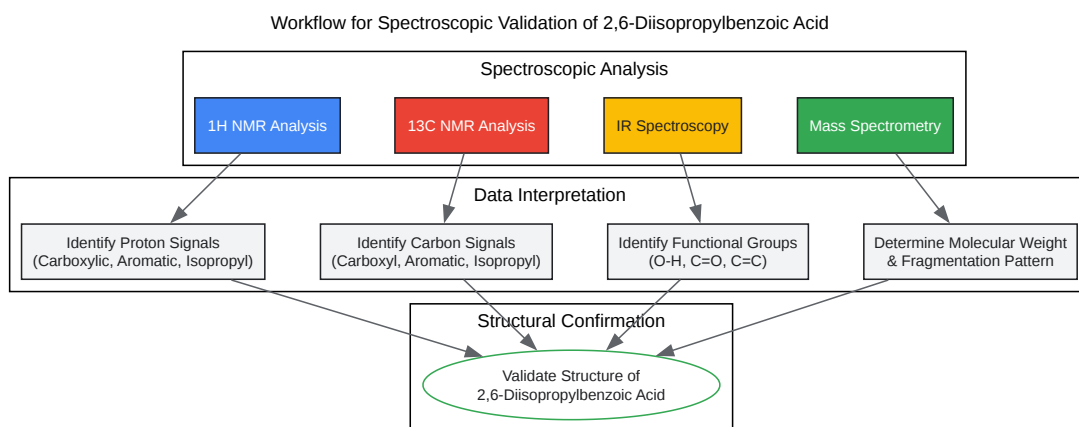 Workflow for Spectroscopic Validation of 2,6-Diisopropylbenzoic Acid
Spectroscopic Analysis
1H NMR Analysis
13C NMR Analysis
IR Spectroscopy
Mass Spectrometry
Data Interpretation
Identify Proton Signals
(Carboxylic, Aromatic, Isopropyl)
Identify Carbon Signals
(Carboxyl, Aromatic, Isopropyl)
Identify Functional Groups
(O-H, C=O, C=C)
Determine Molecular Weight
& Fragmentation Pattern
Structural Confirmation
Validate Structure of
2,6-Diisopropylbenzoic Acid